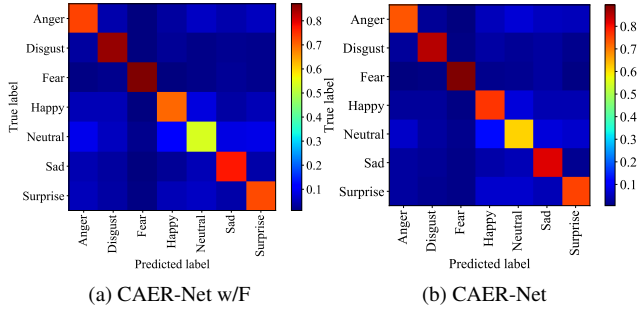 Anger
Disgust
Fear
Happy
Neutral
Sad
Surprise
True label
Anger
Disgust
Fear
Happy
Neutral
Sad
Surprise
Predicted label
0.8
0.7
0.6
0.5
0.4
0.3
0.2
0.1
(a) CAER-Net w/F
Anger
Disgust
Fear
Happy
Neutral
Sad
Surprise
True label
Anger
Disgust
Fear
Happy
Neutral
Sad
Surprise
Predicted label
0.8
0.7
0.6
0.5
0.4
0.3
0.2
0.1
(b) CAER-Net